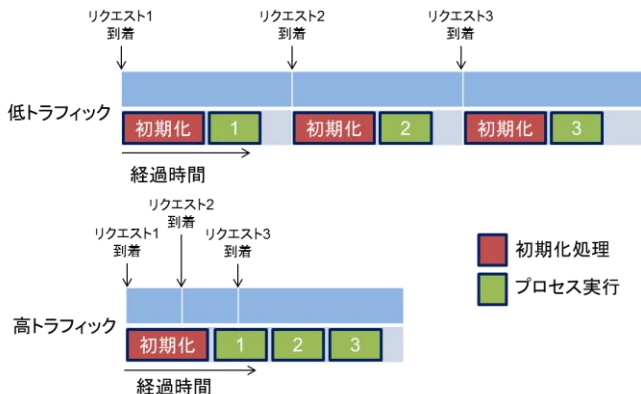 リクエスト1
到着
リクエスト2
到着
リクエスト3
到着
低トラフィック
初期化
1
初期化
2
初期化
3
経過時間
リクエスト2
到着
リクエスト1
到着
リクエスト3
到着
初期化処理
プロセス実行
高トラフィック
初期化
1
2
3
経過時間